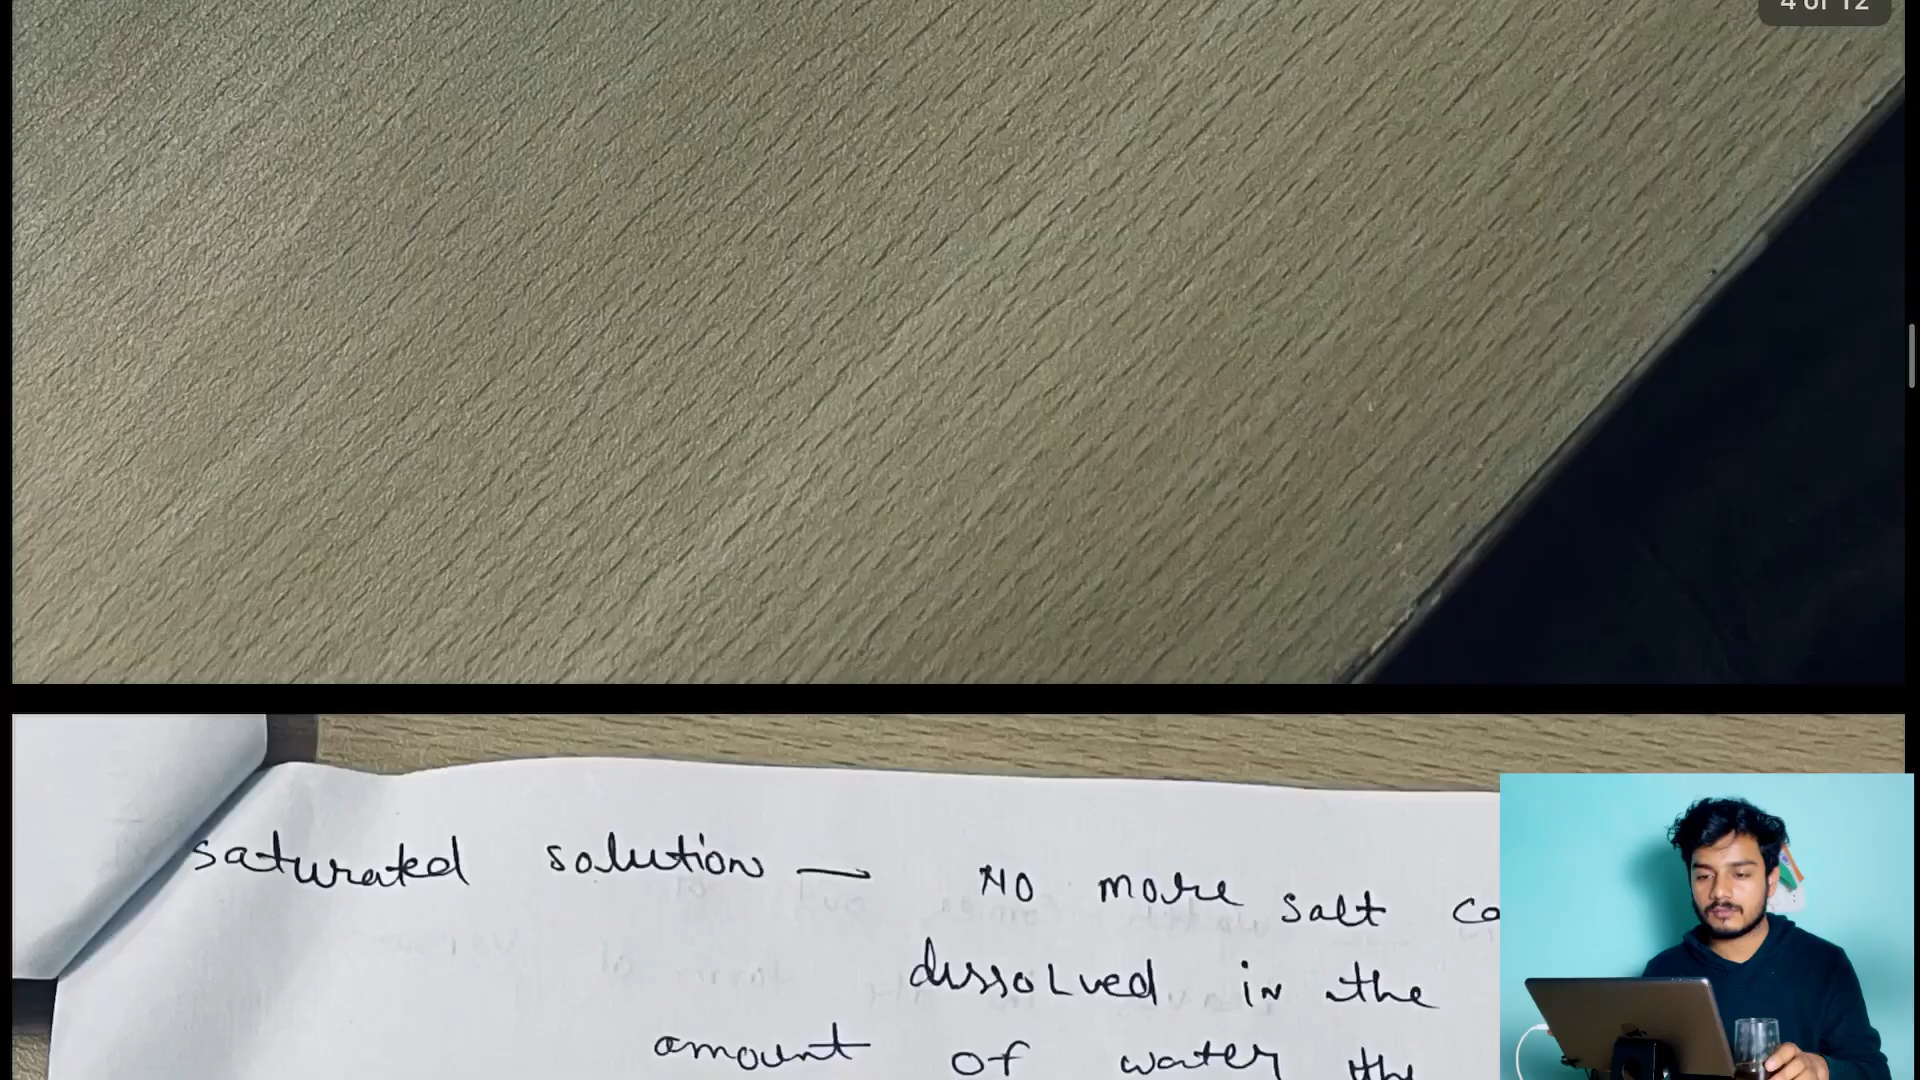 4 of 12
saturated solution — No more salt
dissolved in the
amount of water